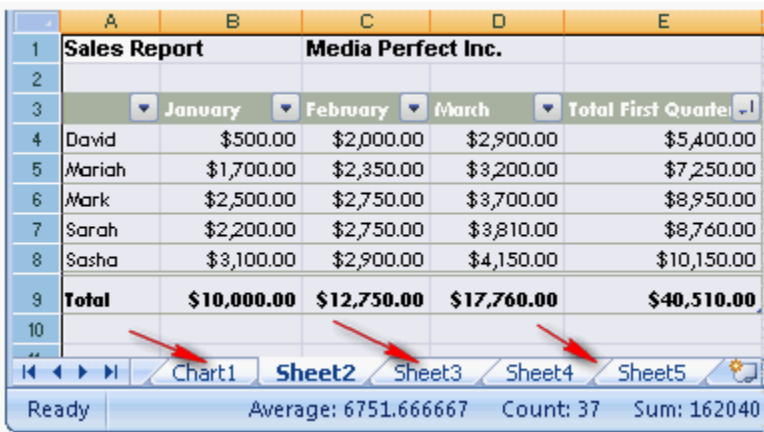 A B C D E
1 Sales Report Media Perfect Inc.
2
3 January February March Total First Quarter
4 David $500.00 $2,000.00 $2,900.00 $5,400.00
5 Mariah $1,700.00 $2,350.00 $3,200.00 $7,250.00
6 Mark $2,500.00 $2,750.00 $3,700.00 $8,950.00
7 Sarah $2,200.00 $2,750.00 $3,810.00 $8,760.00
8 Sasha $3,100.00 $2,900.00 $4,150.00 $10,150.00
9 Total $10,000.00 $12,750.00 $17,760.00 $40,510.00
10
Chart1 Sheet2 Sheet3 Sheet4 Sheet5
Ready Average: 6751.666667 Count: 37 Sum: 162040